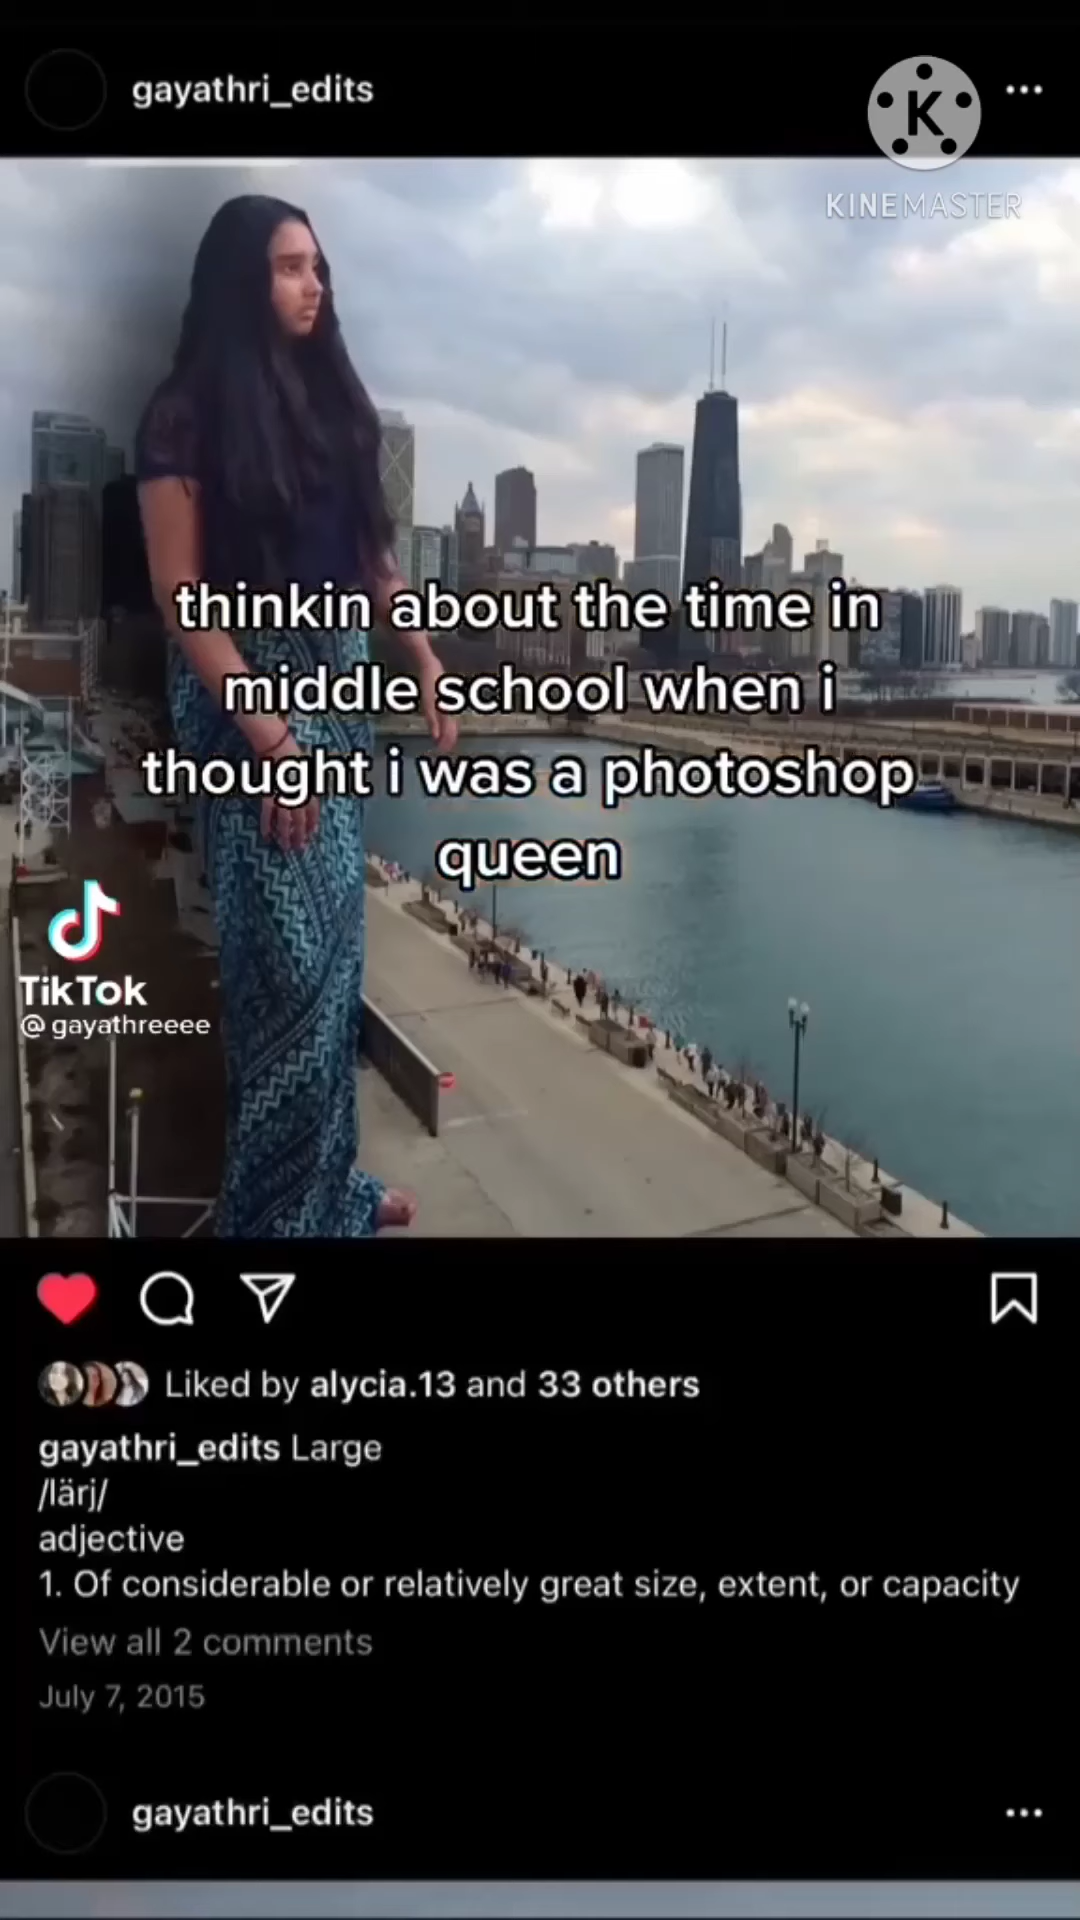 gayathri_edits
K
KINEMASTER
thinkin about the time in
middle school when i
thought i was a photoshop
queen
TikTok
@ gayathreeee
Liked by alycia.13 and 33 others
gayathri_edits Large
/lärj/
adjective
1. Of considerable or relatively great size, extent, or capacity
View all 2 comments
July 7, 2015
gayathri_edits